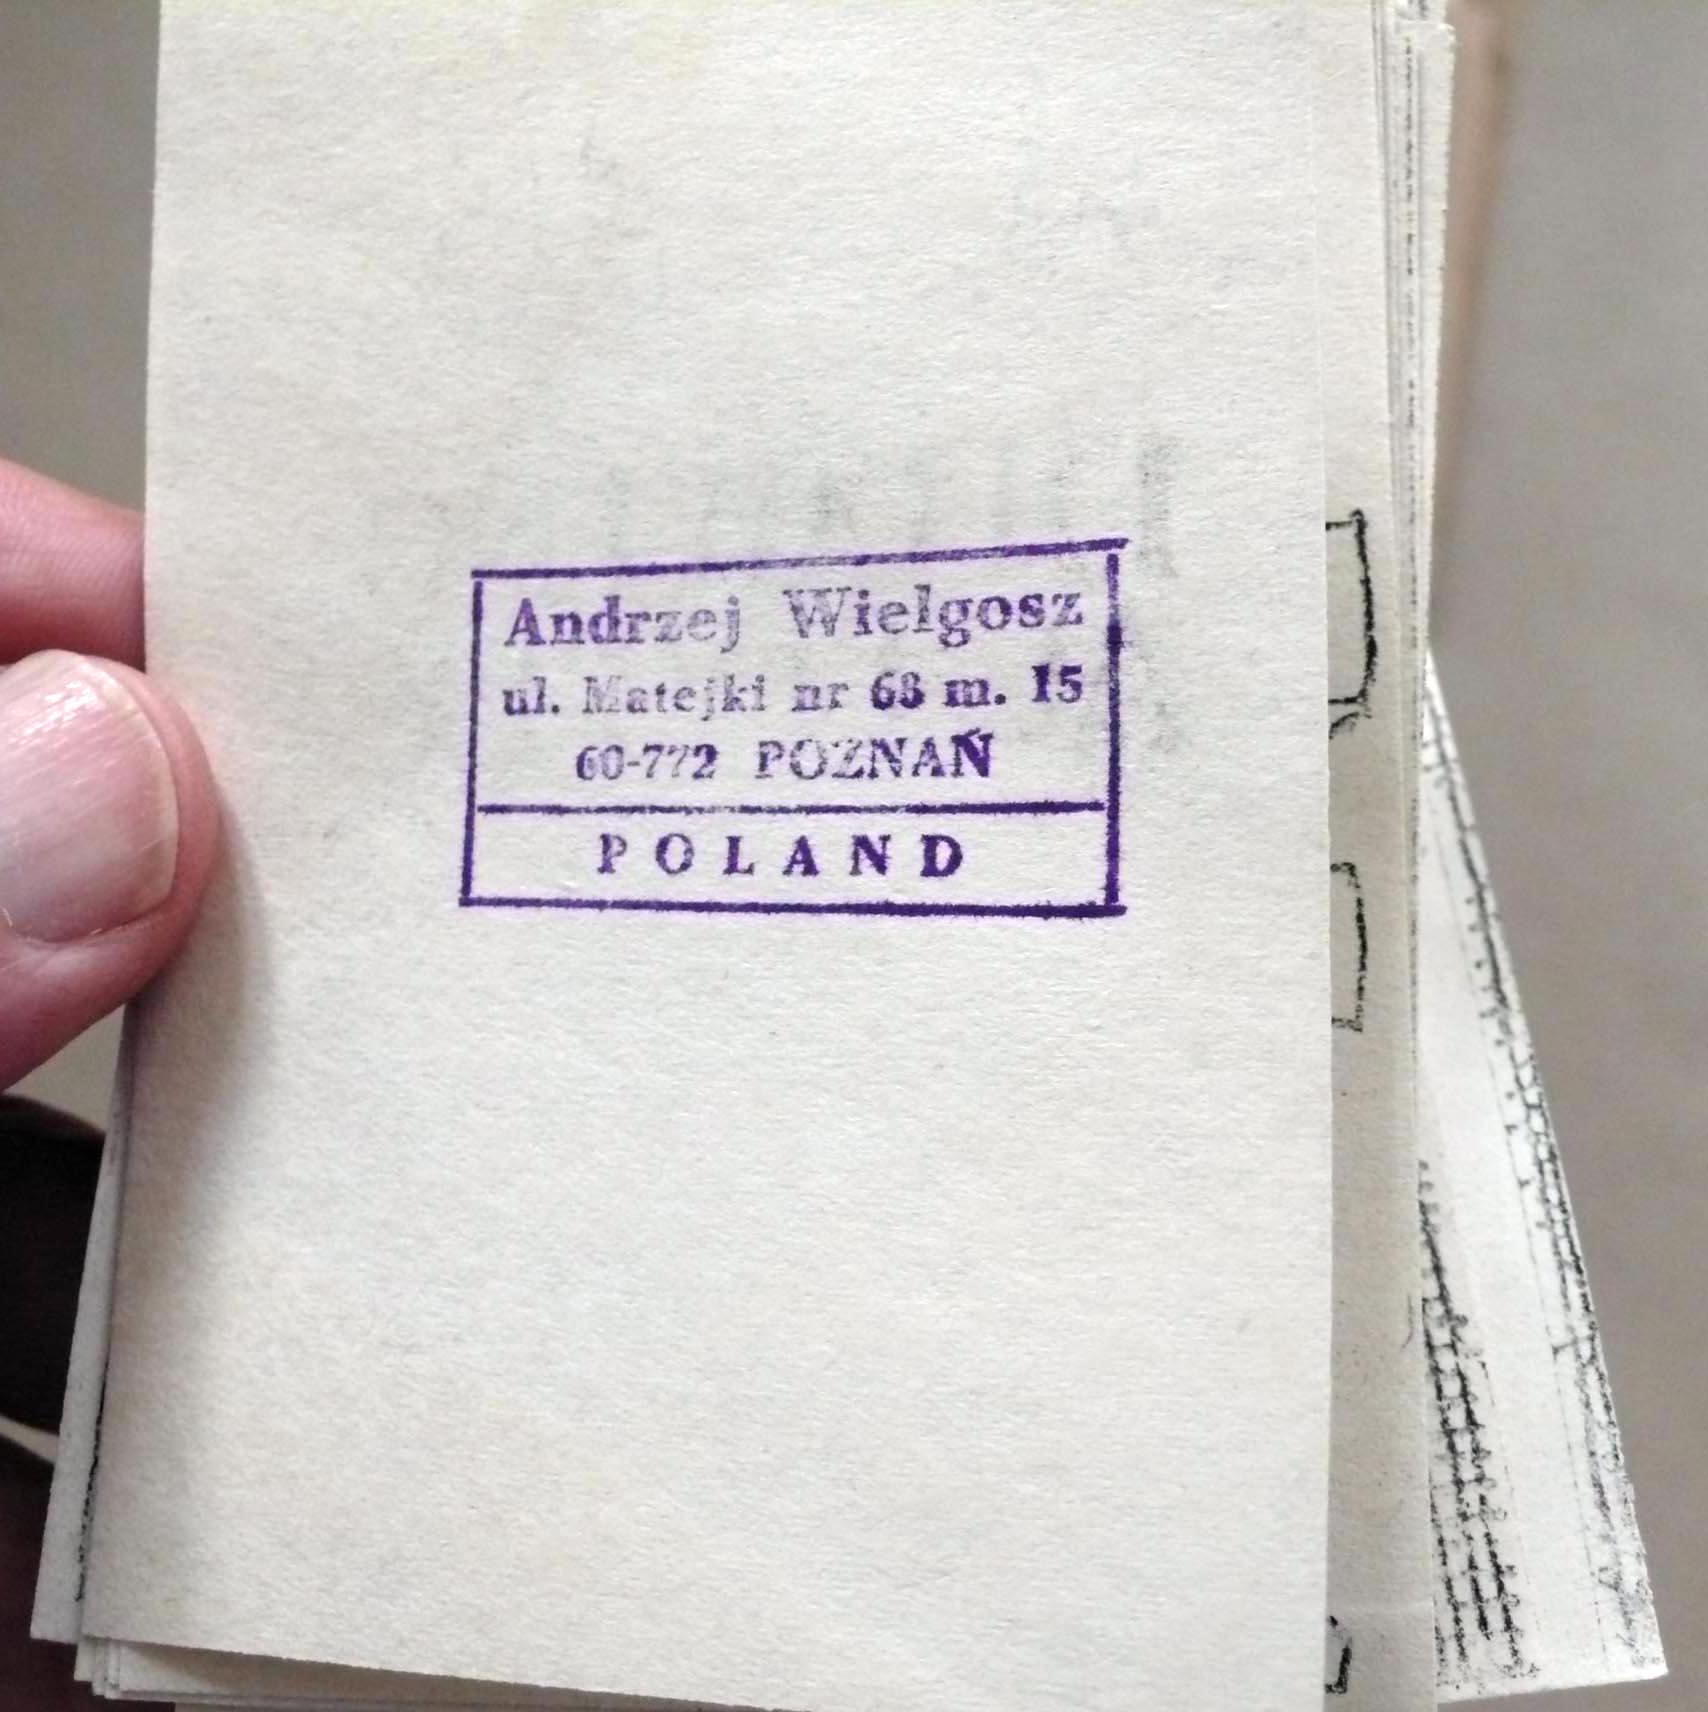 Andrzej Wielgosz
ul. Matejki nr 68 m. 15
60-772 POZNAŃ
POLAND